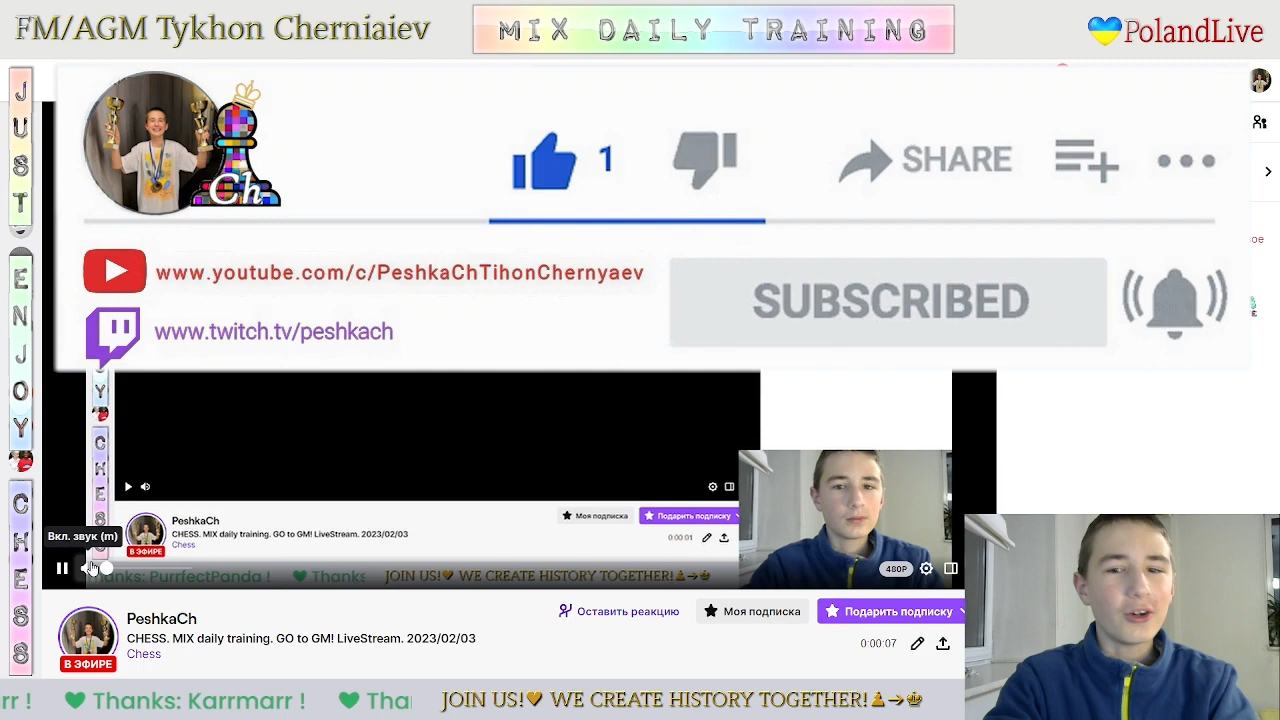 FM/AGM Tykhon Cherniaiev
MIX DAILY TRAINING
PolandLive
JUST
ENJOY
CHESS
Ch
1
SHARE
www.youtube.com/c/PeshkaChTihonChernyaev
SUBSCRIBED
www.twitch.tv/peshkach
ое
Y
CHESS
PeshkaCh
Моя подписка
Подарить подписку
CHESS. MIX daily training. GO to GM! LiveStream. 2023/02/03
Chess
0:00:01
В ЭФИРЕ
Вкл. звук (m)
Thanks: PurrfectPanda !
Thanks
JOIN US! WE CREATE HISTORY TOGETHER!
480P
PeshkaCh
Оставить реакцию
Моя подписка
Подарить подписку
CHESS. MIX daily training. GO to GM! LiveStream. 2023/02/03
0:00:07
Chess
В ЭФИРЕ
rr !
Thanks: Karrmarr !
Tha
JOIN US! WE CREATE HISTORY TOGETHER!